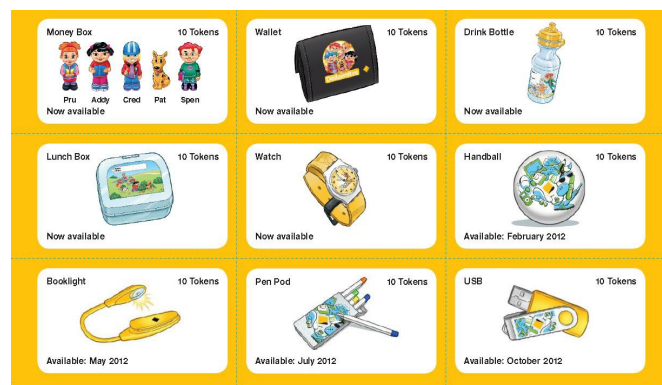 Money Box 10 Tokens
Pru Addy Cred Pat Spen
Now available
Wallet 10 Tokens
Now available
Drink Bottle 10 Tokens
Now available
Lunch Box 10 Tokens
Now available
Watch 10 Tokens
Now available
Handball 10 Tokens
Available: February 2012
Booklight 10 Tokens
Available: May 2012
Pen Pod 10 Tokens
Available: July 2012
USB 10 Tokens
Available: October 2012